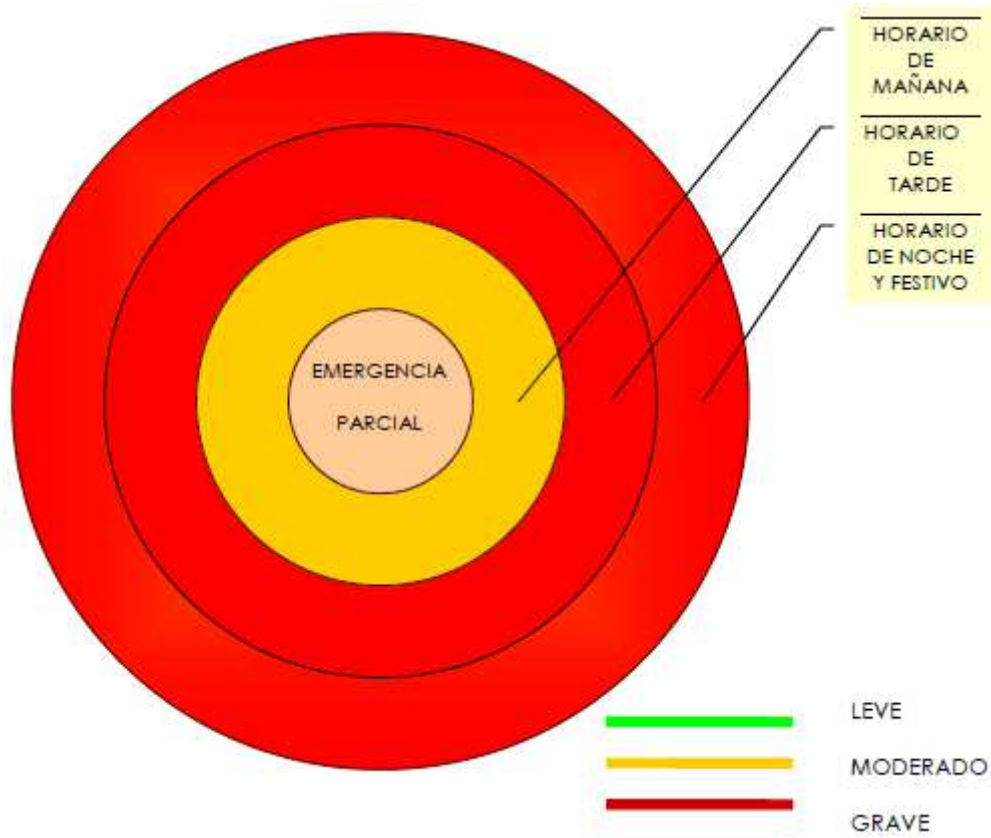 HORARIO
DE
MAÑANA
HORARIO
DE
TARDE
HORARIO
DE NOCHE
Y FESTIVO
EMERGENCIA
PARCIAL
LEVE
MODERADO
GRAVE